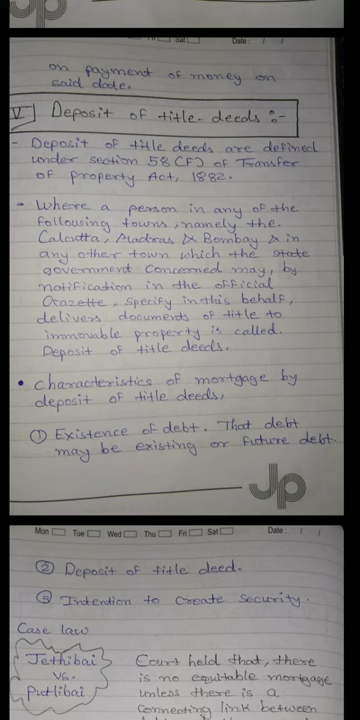 Sat Date: / /
on payment of money on
said date.
V Deposit of title deeds :-
- Deposit of title deeds are defined
under section 58(F) of Transfer
of property Act, 1882.
- Where a person in any of the
following towns, namely the
Calcutta, Madras & Bombay & in
any other town which the state
government concerned may, by
notification in the official
Gazette, specify in this behalf,
delivers documents of title to
immovable property is called.
Deposit of title deeds.
• Characteristics of mortgage by
deposit of title deeds,
① Existence of debt. That debt
may be existing or future debt.
Jp
Mon Tue Wed Thu Fri Sat Date: / /
② Deposit of title deed.
③ Intention to create security.
Case law
Jethibai
vs.
putlibai
Court held that, there
is no equitable mortgage
unless there is a
connecting link between